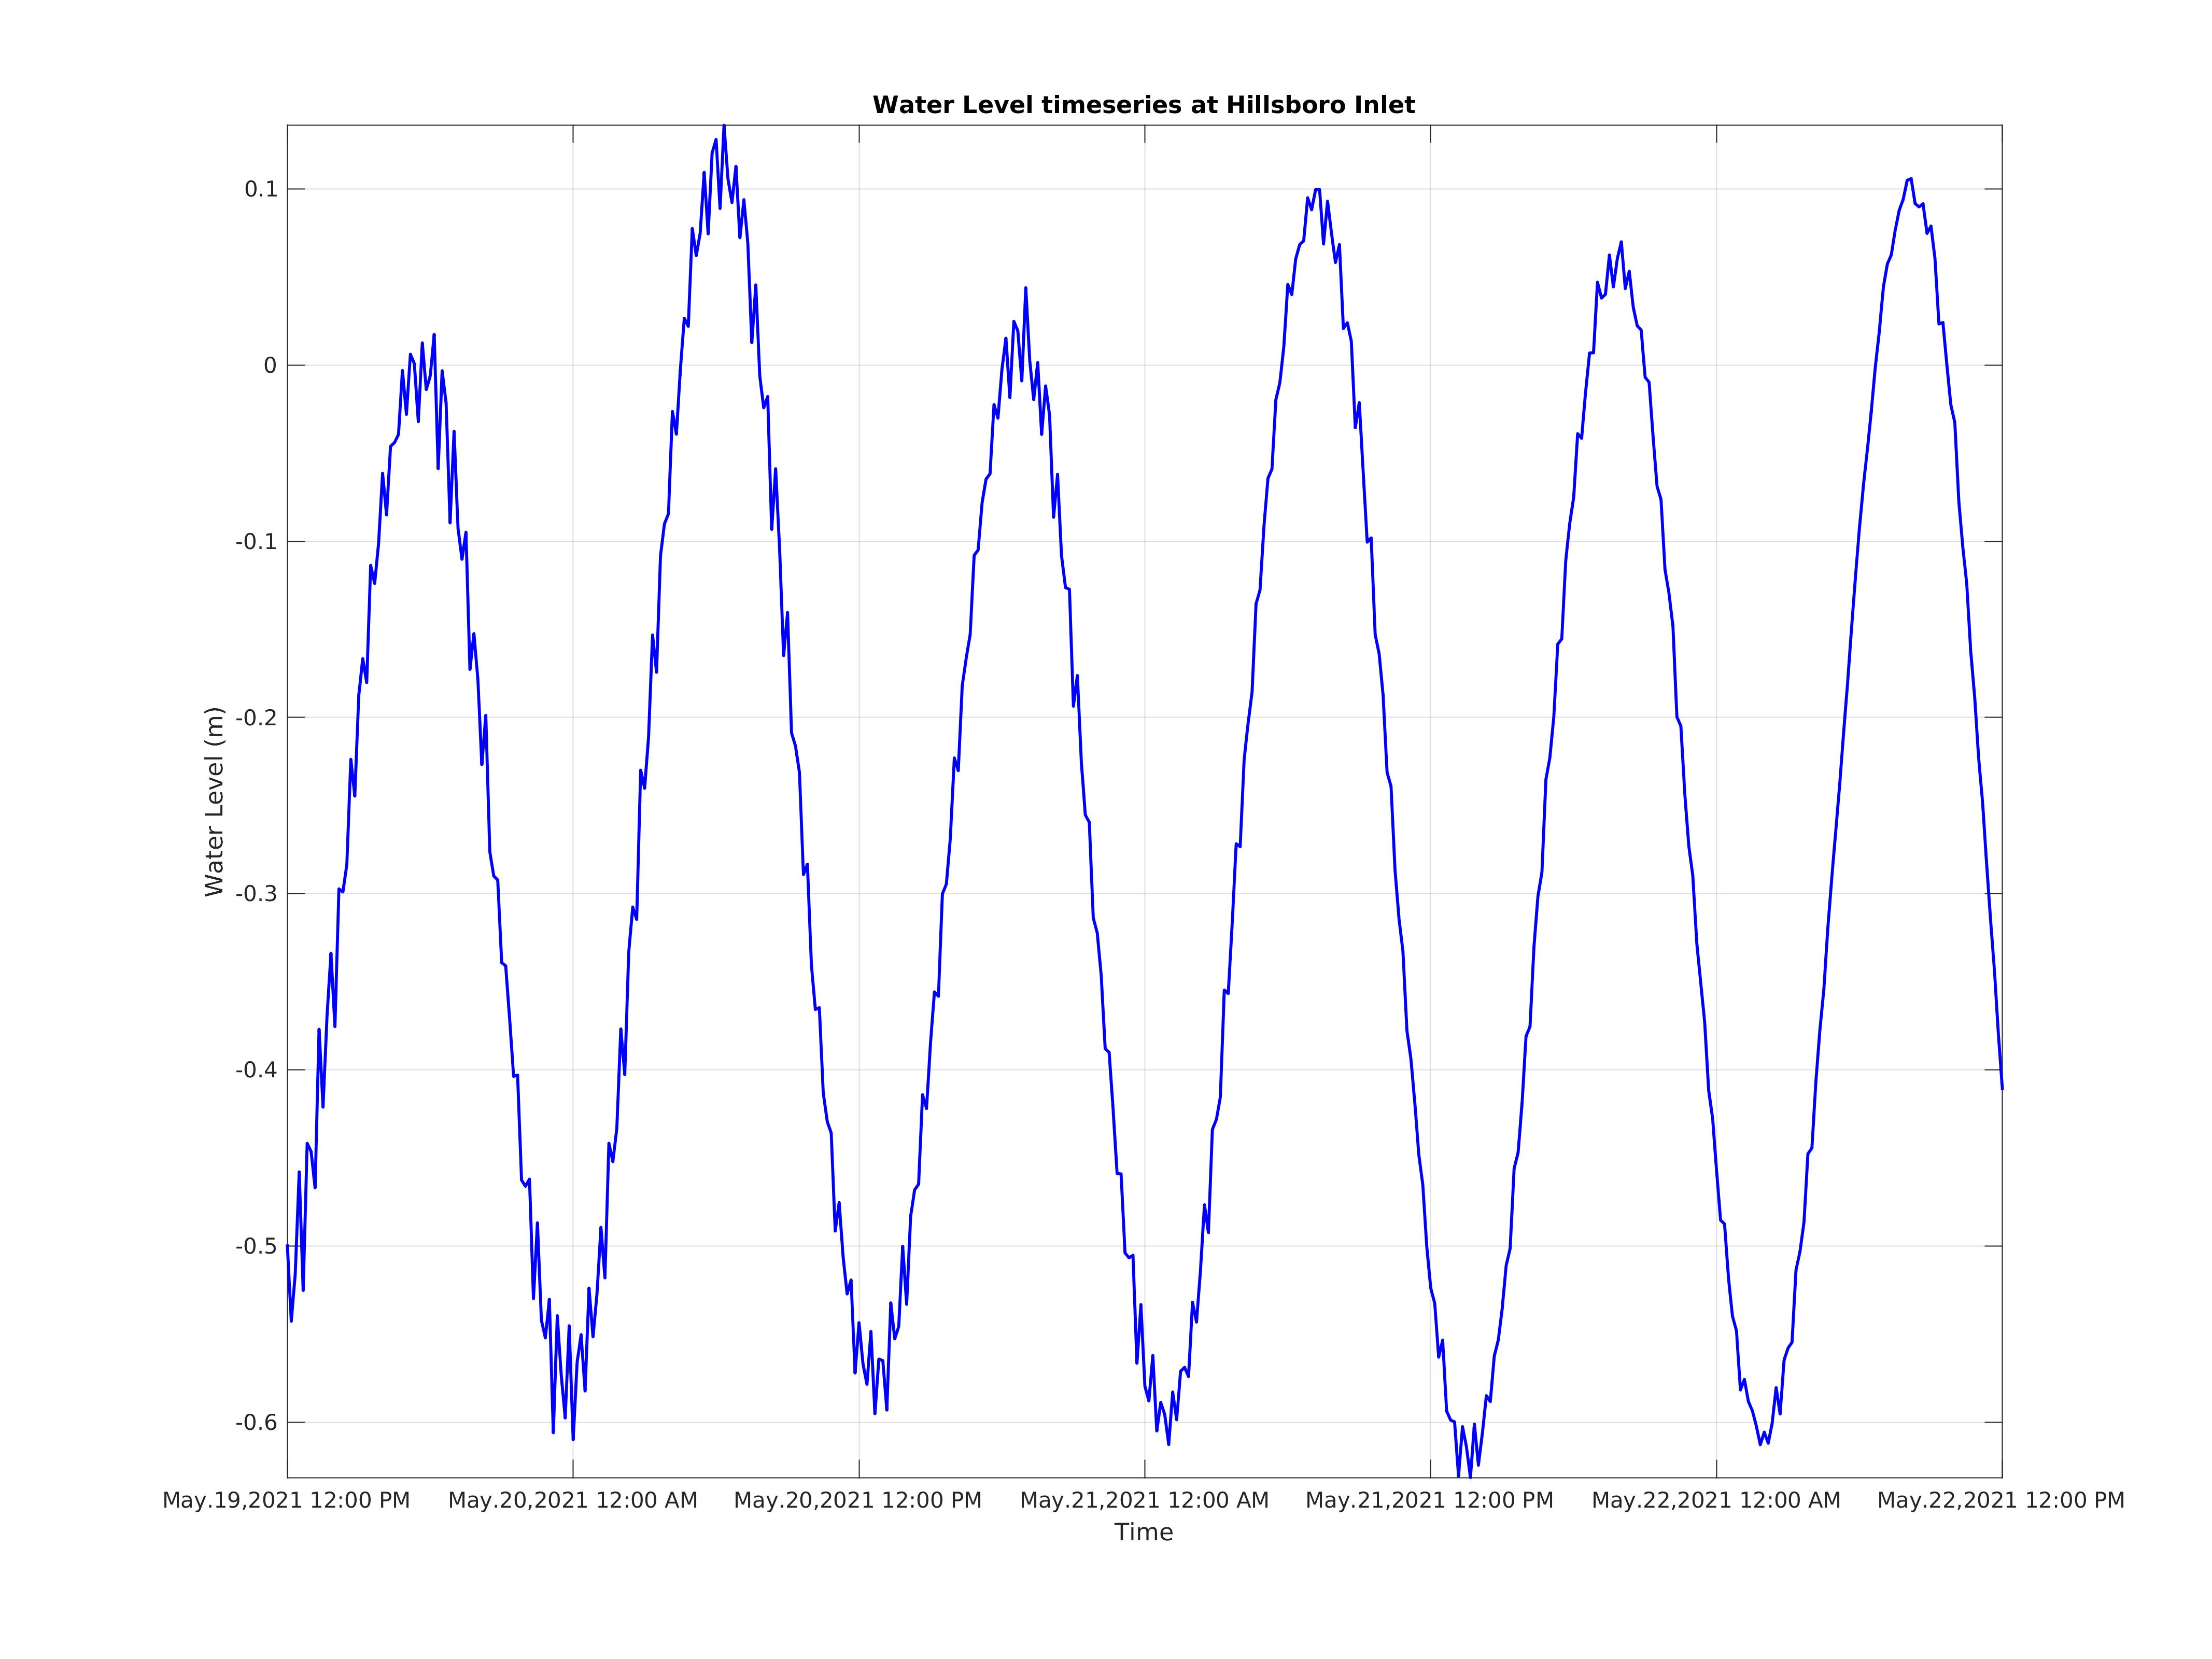 Water Level timeseries at Hillsboro Inlet
Water Level (m)
0.1
0
-0.1
-0.2
-0.3
-0.4
-0.5
-0.6
May.19,2021 12:00 PM May.20,2021 12:00 AM May.20,2021 12:00 PM May.21,2021 12:00 AM May.21,2021 12:00 PM May.22,2021 12:00 AM May.22,2021 12:00 PM
Time